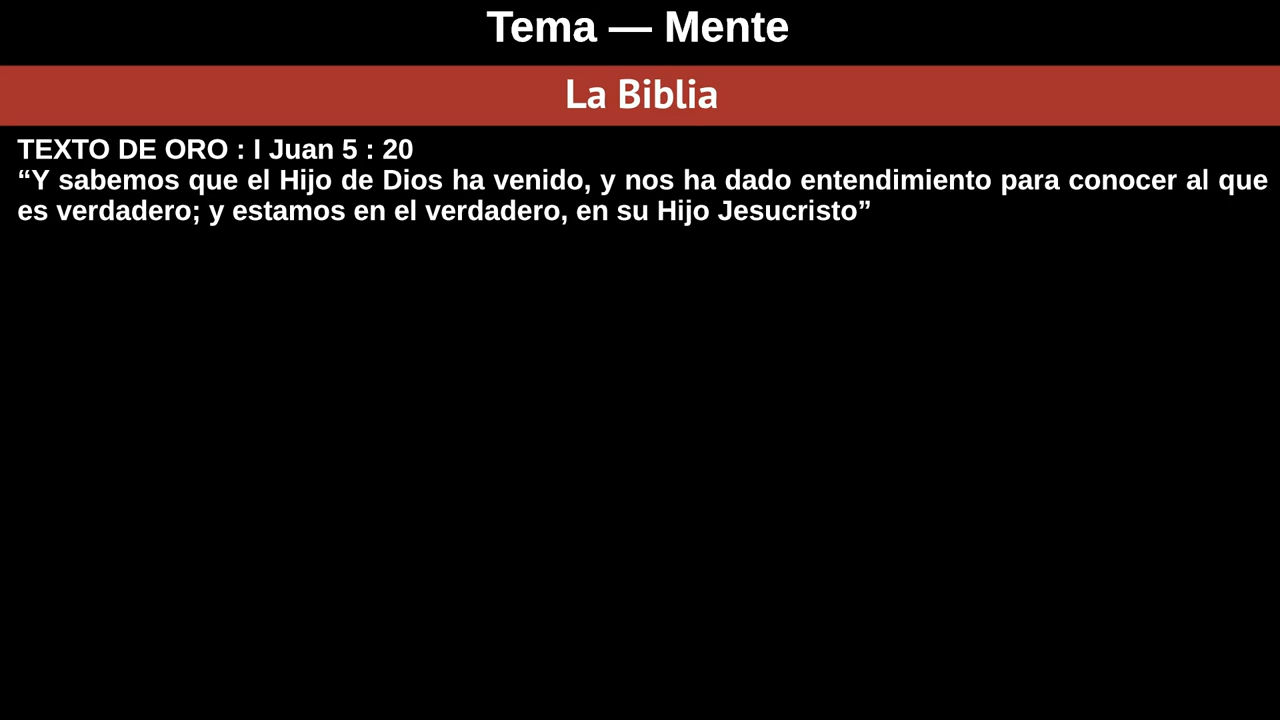 Tema — Mente
La Biblia
TEXTO DE ORO : I Juan 5 : 20
“Y sabemos que el Hijo de Dios ha venido, y nos ha dado entendimiento para conocer al que
es verdadero; y estamos en el verdadero, en su Hijo Jesucristo”